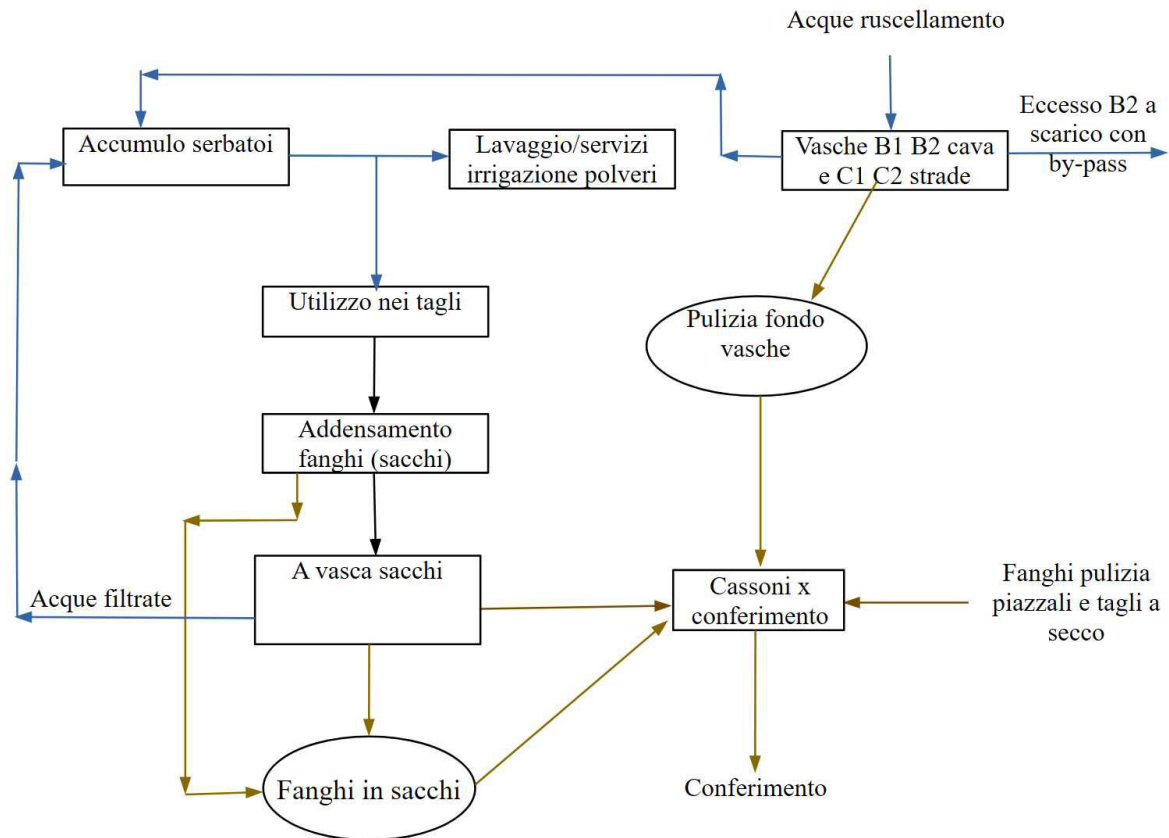 Acque ruscellamento
Eccesso B2 a
scarico con
by-pass
Accumulo serbatoi
Lavaggio/servizi
irrigazione polveri
Vasche B1 B2 cava
e C1 C2 strade
Utilizzo nei tagli
Pulizia fondo
vasche
Addensamento
fanghi (sacchi)
A vasca sacchi
Acque filtrate
Cassoni x
conferimento
Fanghi pulizia
piazzali e tagli a
secco
Fanghi in sacchi
Conferimento